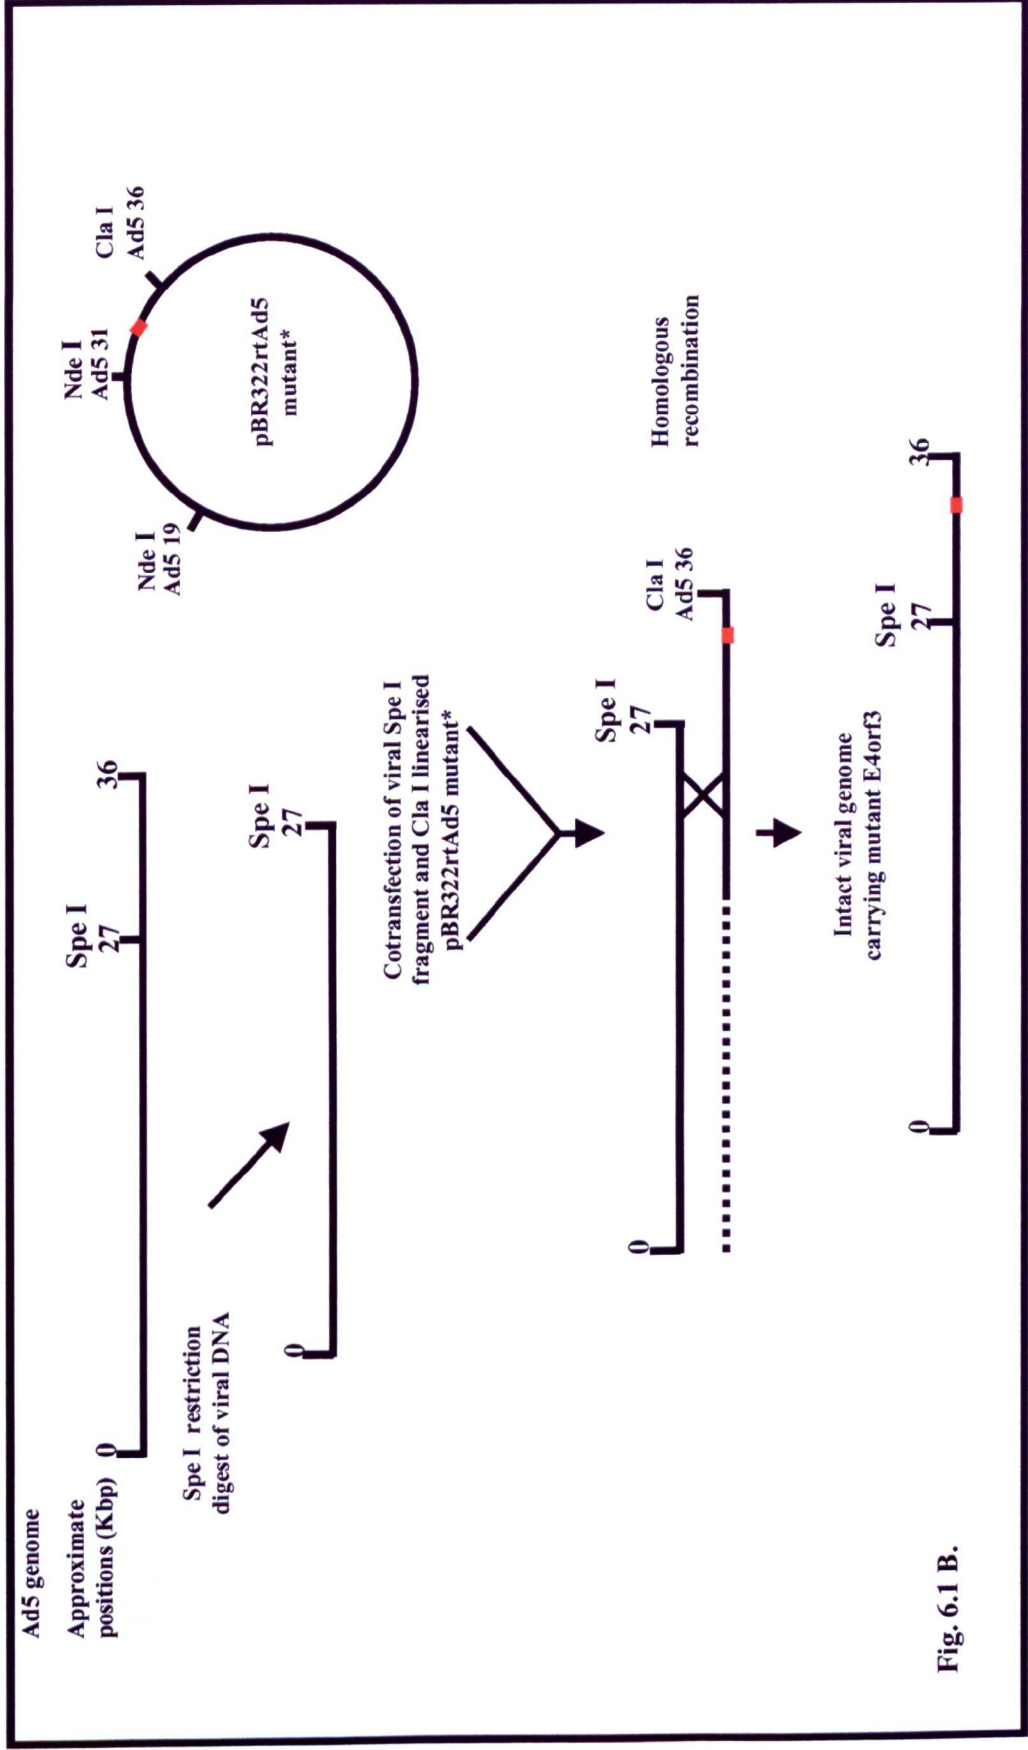 Ad5 genome
Approximate
positions (Kbp)
0
Spe I
27
36
Nde I
Ad5 19
Nde I
Ad5 31
Cla I
Ad5 36
pBR322rtAd5
mutant*
Spe I restriction
digest of viral DNA
0
Spe I
27
Cotransfection of viral Spe I
fragment and Cla I linearised
pBR322rtAd5 mutant*
0
Spe I
27
Cla I
Ad5 36
Homologous
recombination
Intact viral genome
carrying mutant E4orf3
0
Spe I
27
36
Fig. 6.1 B.